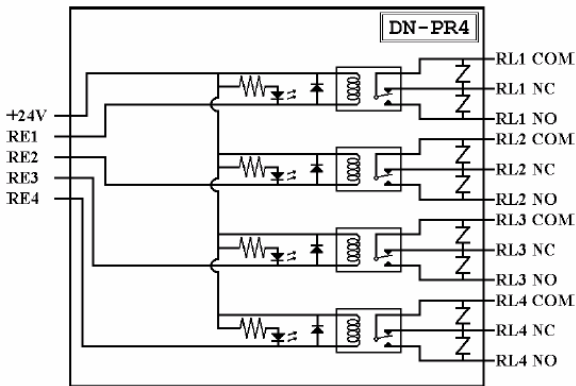 DN-PR4
+24V
RE1
RE2
RE3
RE4
RL1 COM
RL1 NC
RL1 NO
RL2 COM
RL2 NC
RL2 NO
RL3 COM
RL3 NC
RL3 NO
RL4 COM
RL4 NC
RL4 NO